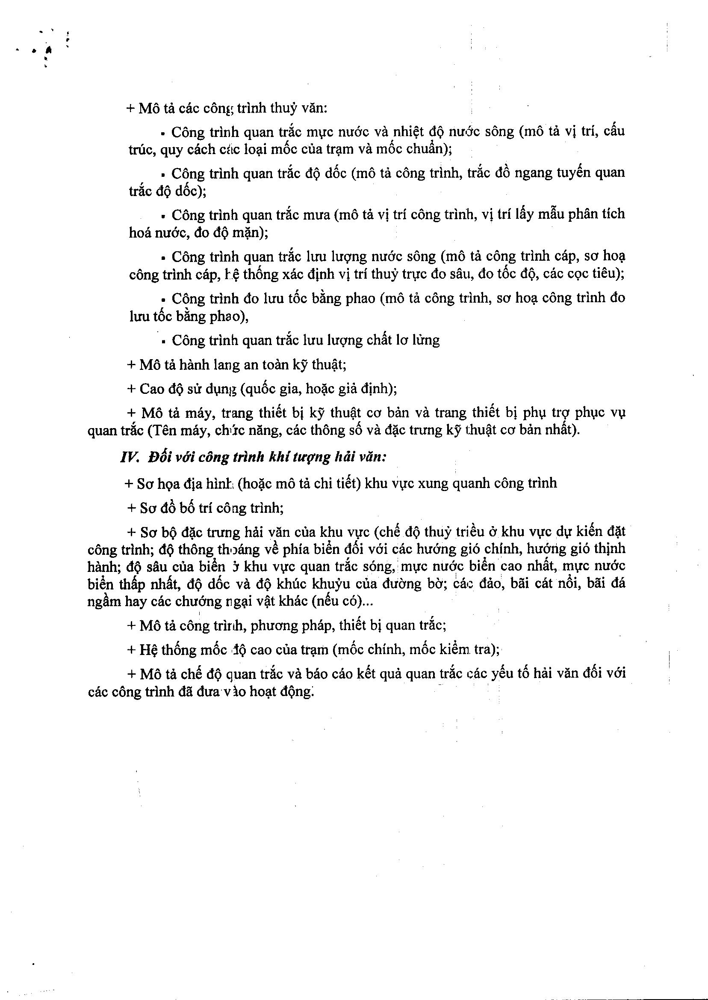 + Mô tả các công trình thuỷ văn:
▪ Công trình quan trắc mực nước và nhiệt độ nước sông (mô tả vị trí, cấu
trúc, quy cách các loại mốc của trạm và mốc chuẩn);
▪ Công trình quan trắc độ dốc (mô tả công trình, trắc đồ ngang tuyến quan
trắc độ dốc);
▪ Công trình quan trắc mưa (mô tả vị trí công trình, vị trí lấy mẫu phân tích
hoá nước, đo độ mặn);
▪ Công trình quan trắc lưu lượng nước sông (mô tả công trình cáp, sơ hoạ
công trình cáp, hệ thống xác định vị trí thuỷ trực đo sâu, đo tốc độ, các cọc tiêu);
▪ Công trình đo lưu tốc bằng phao (mô tả công trình, sơ hoạ công trình đo
lưu tốc bằng phao),
▪ Công trình quan trắc lưu lượng chất lơ lửng
+ Mô tả hành lang an toàn kỹ thuật;
+ Cao độ sử dụng (quốc gia, hoặc giả định);
+ Mô tả máy, trang thiết bị kỹ thuật cơ bản và trang thiết bị phụ trợ phục vụ
quan trắc (Tên máy, chức năng, các thông số và đặc trưng kỹ thuật cơ bản nhất).
IV. Đối với công trình khí tượng hải văn:
+ Sơ họa địa hình (hoặc mô tả chi tiết) khu vực xung quanh công trình
+ Sơ đồ bố trí công trình;
+ Sơ bộ đặc trưng hải văn của khu vực (chế độ thuỷ triều ở khu vực dự kiến đặt
công trình; độ thông thoáng về phía biển đối với các hướng gió chính, hướng gió thịnh
hành; độ sâu của biển ở khu vực quan trắc sóng, mực nước biển cao nhất, mực nước
biển thấp nhất, độ dốc và độ khúc khuỷu của đường bờ; các đảo, bãi cát nổi, bãi đá
ngầm hay các chướng ngại vật khác (nếu có)...
+ Mô tả công trình, phương pháp, thiết bị quan trắc;
+ Hệ thống mốc độ cao của trạm (mốc chính, mốc kiểm tra);
+ Mô tả chế độ quan trắc và báo cáo kết quả quan trắc các yếu tố hải văn đối với
các công trình đã đưa vào hoạt động.